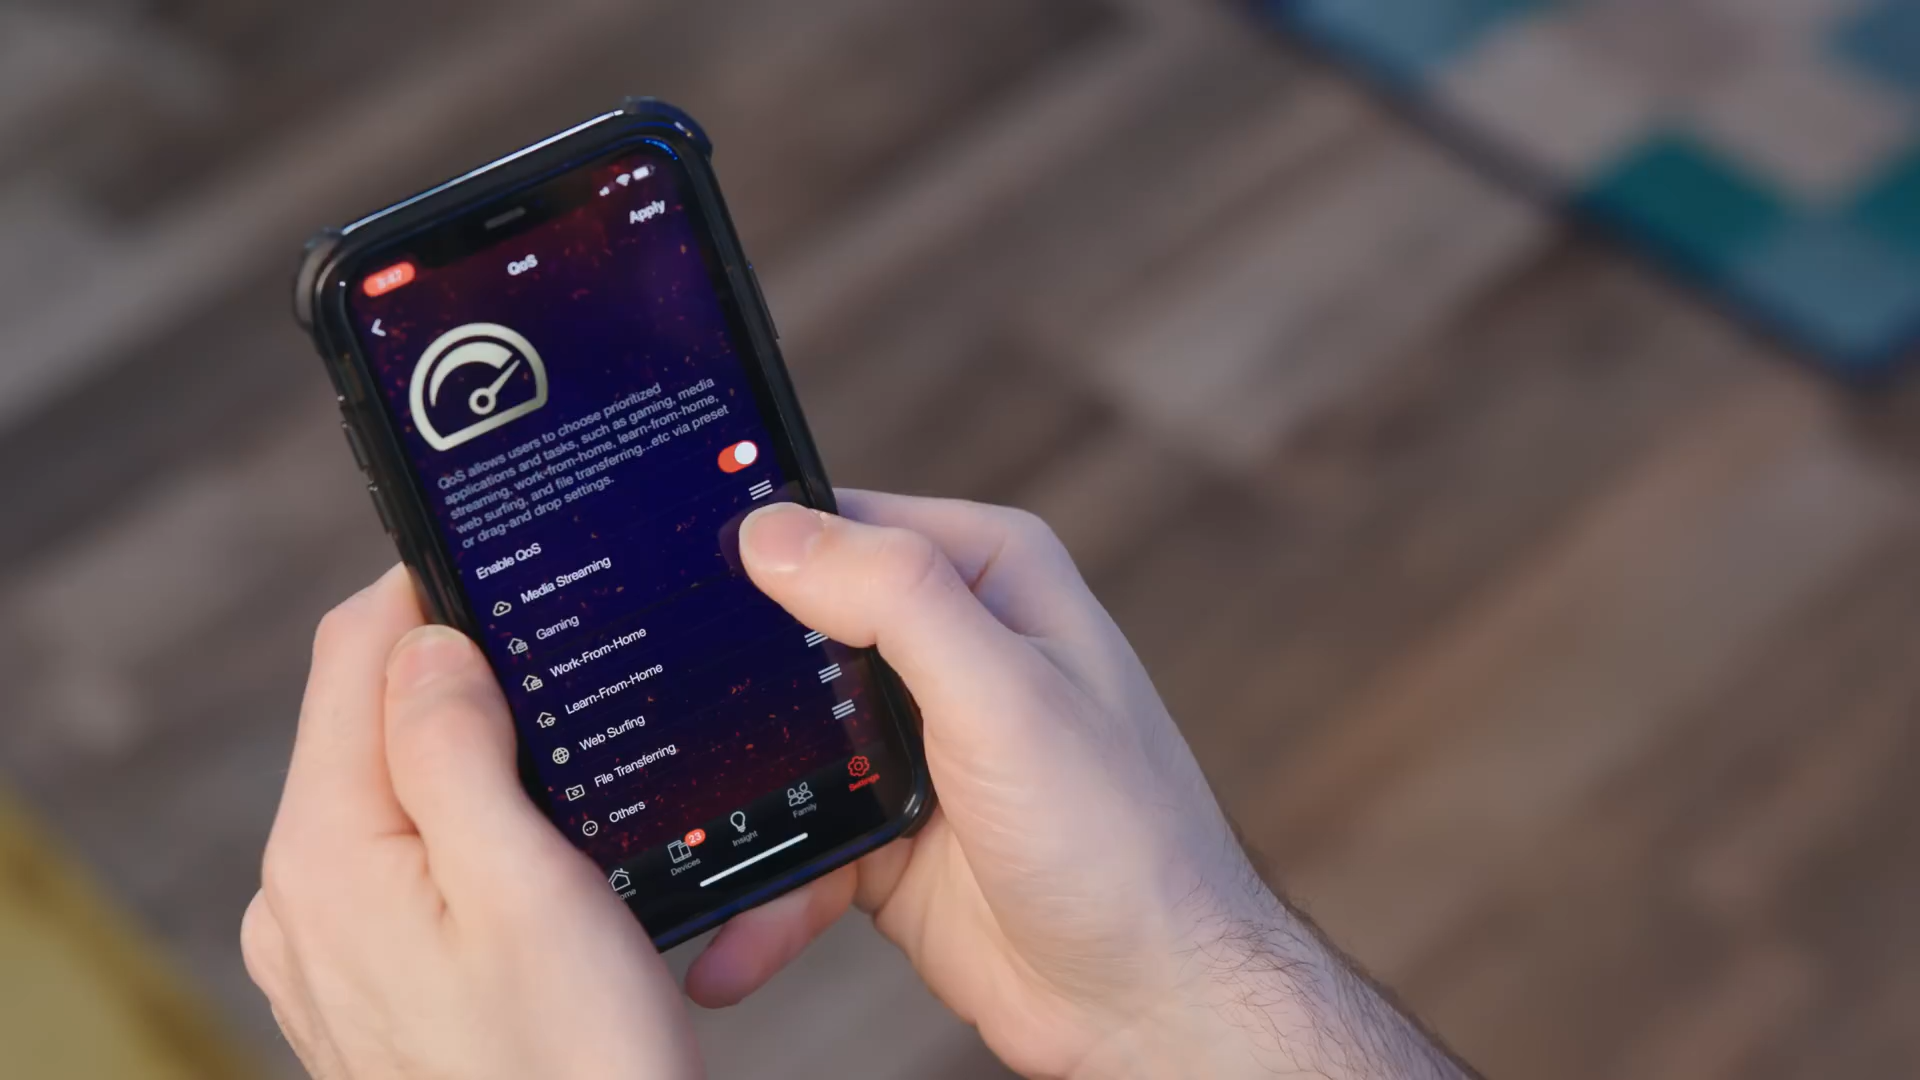 Apply
QoS
QoS allows users to choose prioritized
applications and tasks, such as gaming, media
streaming, work-from-home, learn-from-home,
web surfing, and file transferring...etc via preset
or drag-and drop settings.
Enable QoS
Media Streaming
Gaming
Work-From-Home
Learn-From-Home
Web Surfing
File Transferring
Others
23
Devices
Insight
Family
Settings